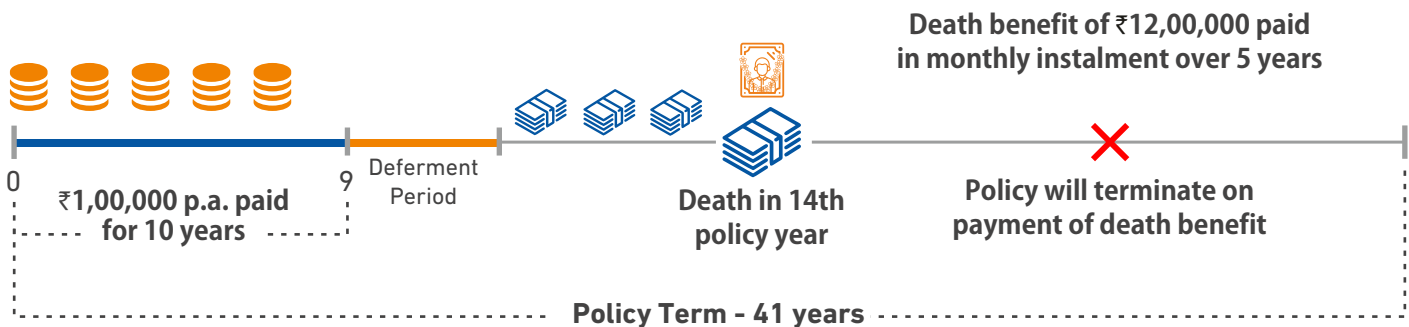 Death benefit of ₹12,00,000 paid
in monthly instalment over 5 years
0
9
Deferment
Period
₹1,00,000 p.a. paid
for 10 years
Death in 14th
policy year
Policy will terminate on
payment of death benefit
Policy Term - 41 years